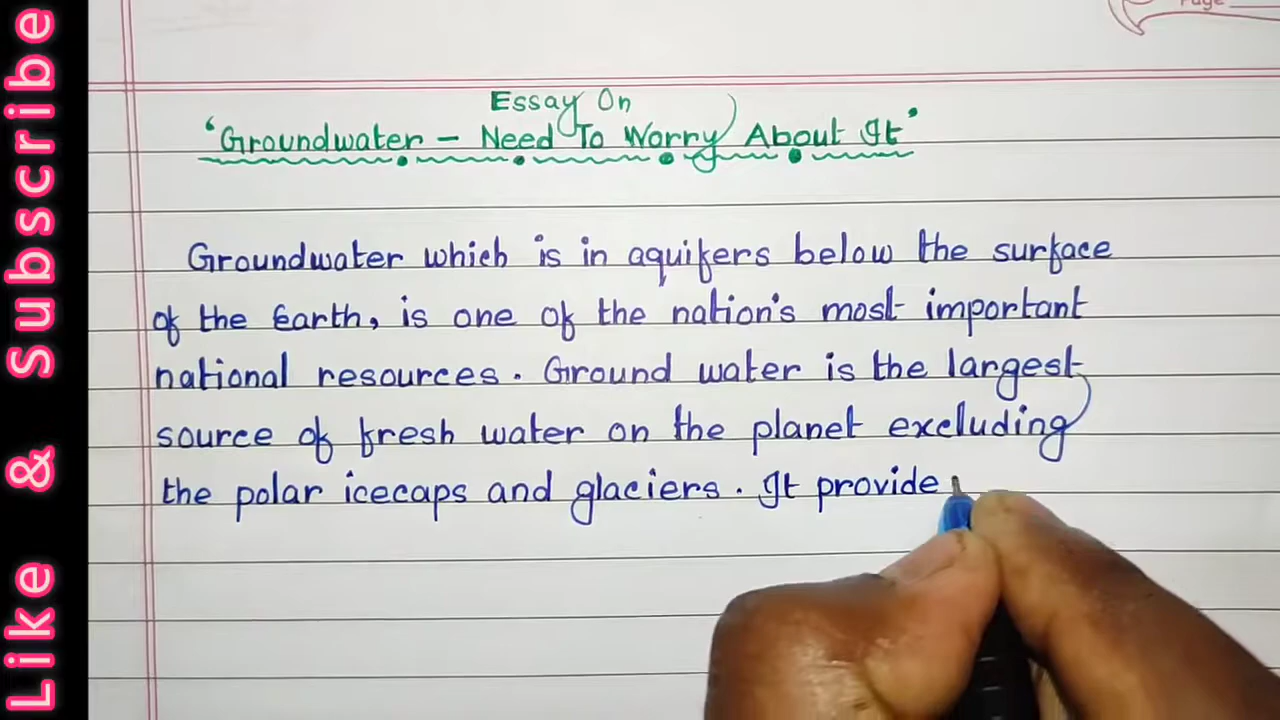 Page
Essay On
'Groundwater - Need To Worry About It'
Groundwater which is in aquifers below the surface
of the Earth, is one of the nation's most important
national resources. Ground water is the largest
source of fresh water on the planet excluding
the polar icecaps and glaciers. It provide
Like & Subscribe